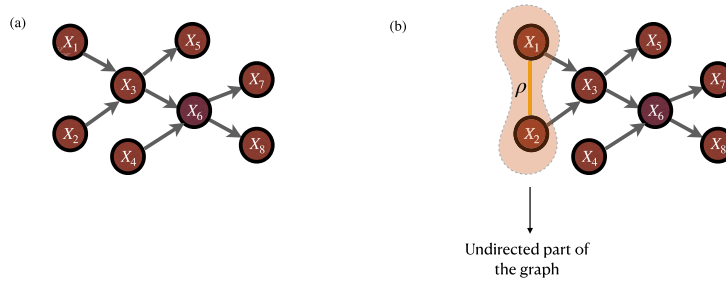 (a)
X1
X5
X3
X7
X6
X2
X4
X8
(b)
X1
X5
ρ
X3
X7
X6
X2
X4
X8
Undirected part of
the graph